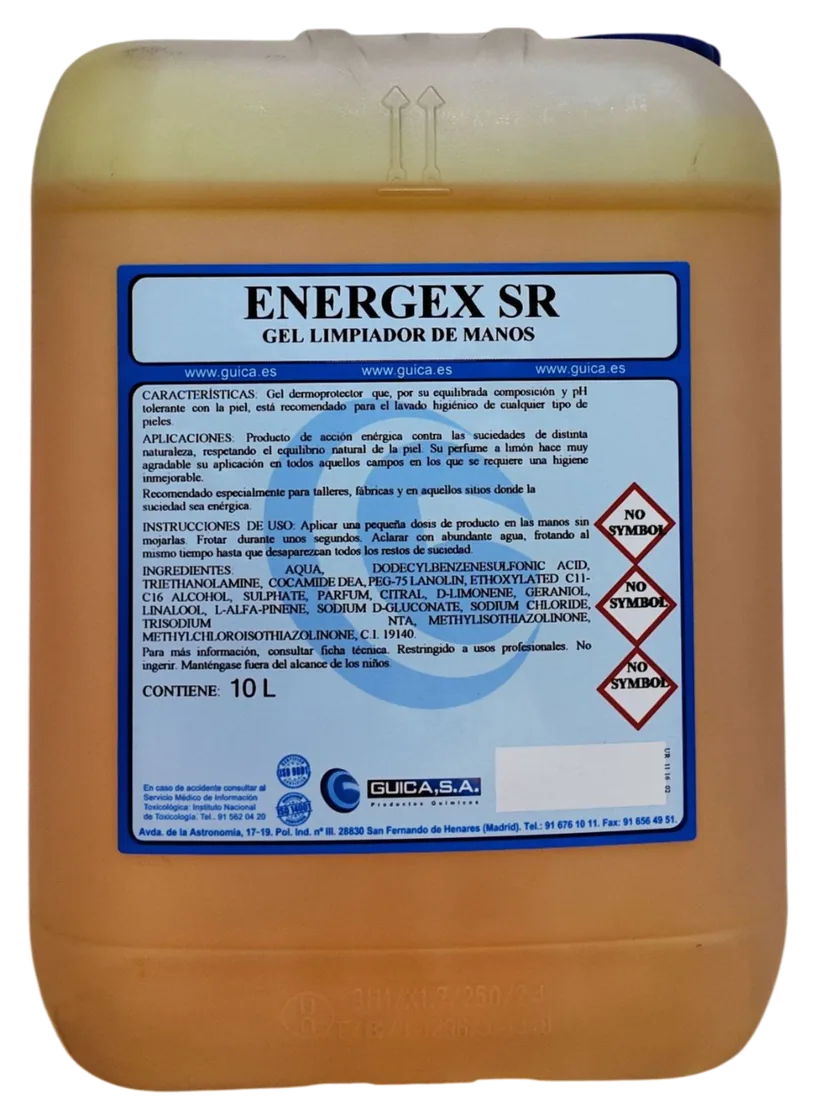 ENERGEX SR
GEL LIMPIADOR DE MANOS
www.guica.es www.guica.es www.guica.es
CARACTERÍSTICAS: Gel dermoprotector que, por su equilibrada composición y pH
tolerante con la piel, está recomendado para el lavado higiénico de cualquier tipo de
pieles.
APLICACIONES: Producto de acción enérgica contra las suciedades de distinta
naturaleza, respetando el equilibrio natural de la piel. Su perfume a limón hace muy
agradable su aplicación en todos aquellos campos en los que se requiere una higiene
inmejorable.
Recomendado especialmente para talleres, fábricas y en aquellos sitios donde la
suciedad sea enérgica.
INSTRUCCIONES DE USO: Aplicar una pequeña dosis de producto en las manos sin
mojarlas. Frotar durante unos segundos. Aclarar con abundante agua, frotando al
mismo tiempo hasta que desaparezcan todos los restos de suciedad.
INGREDIENTES. AQUA, DODECYLBENZENESULFONIC ACID,
TRIETHANOLAMINE, COCAMIDE DEA, PEG-75 LANOLIN, ETHOXYLATED C11-
C16 ALCOHOL, SULPHATE, PARFUM, CITRAL, D-LIMONENE, GERANIOL,
LINALOOL, L-ALFA-PINENE, SODIUM D-GLUCONATE, SODIUM CHLORIDE,
TRISODIUM NTA, METHYLISOTHIAZOLINONE,
METHYLCHLOROISOTHIAZOLINONE, C.I. 19140.
Para más información, consultar ficha técnica. Restringido a usos profesionales. No
ingerir. Manténgase fuera del alcance de los niños.
CONTIENE: 10 L
NO
SYMBOL
NO
SYMBOL
NO
SYMBOL
En caso de accidente consultar al
Servicio Médico de Información
Toxicológica: Instituto Nacional
de Toxicología. Tel.. 91 562 04 20
ISO 9001
ISO 14001
GUICA, S.A.
Productos Químicos
Avda. de la Astronomía, 17-19. Pol. Ind. nº III. 28830 San Fernando de Henares (Madrid). Tel.: 91 676 10 11. Fax: 91 656 49 51.